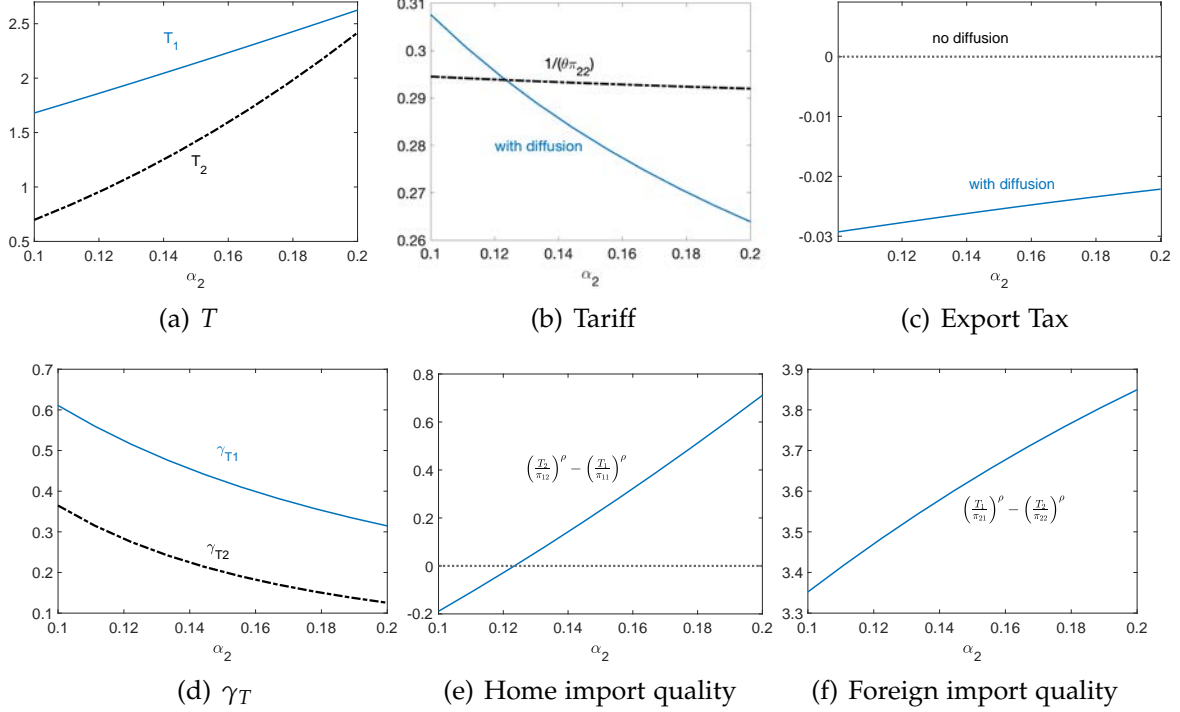 2.5
2
1.5
1
0.5
T₁
T₂
0.1 0.12 0.14 0.16 0.18 0.2
α₂
(a) T
0.31
0.3
0.29
0.28
0.27
0.26
1/(θπ₂₂)
with diffusion
0.1 0.12 0.14 0.16 0.18 0.2
α₂
(b) Tariff
0
-0.01
-0.02
-0.03
no diffusion
with diffusion
0.12 0.14 0.16 0.18 0.2
α₂
(c) Export Tax
0.7
0.6
0.5
0.4
0.3
0.2
0.1
γ_T1
γ_T2
0.1 0.12 0.14 0.16 0.18 0.2
α₂
(d) γ_T
0.8
0.6
0.4
0.2
0
-0.2
(T₂/π₁₂)^ρ − (T₁/π₁₁)^ρ
0.1 0.12 0.14 0.16 0.18 0.2
α₂
(e) Home import quality
3.9
3.8
3.7
3.6
3.5
3.4
3.3
(T₁/π₂₁)^ρ − (T₂/π₂₂)^ρ
0.1 0.12 0.14 0.16 0.18 0.2
α₂
(f) Foreign import quality